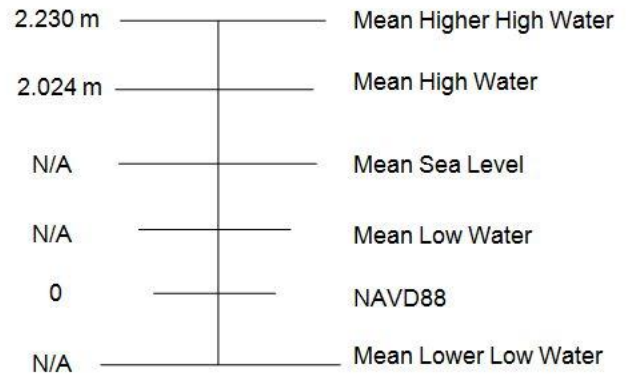 2.230 m Mean Higher High Water
2.024 m Mean High Water
N/A Mean Sea Level
N/A Mean Low Water
0 NAVD88
N/A Mean Lower Low Water